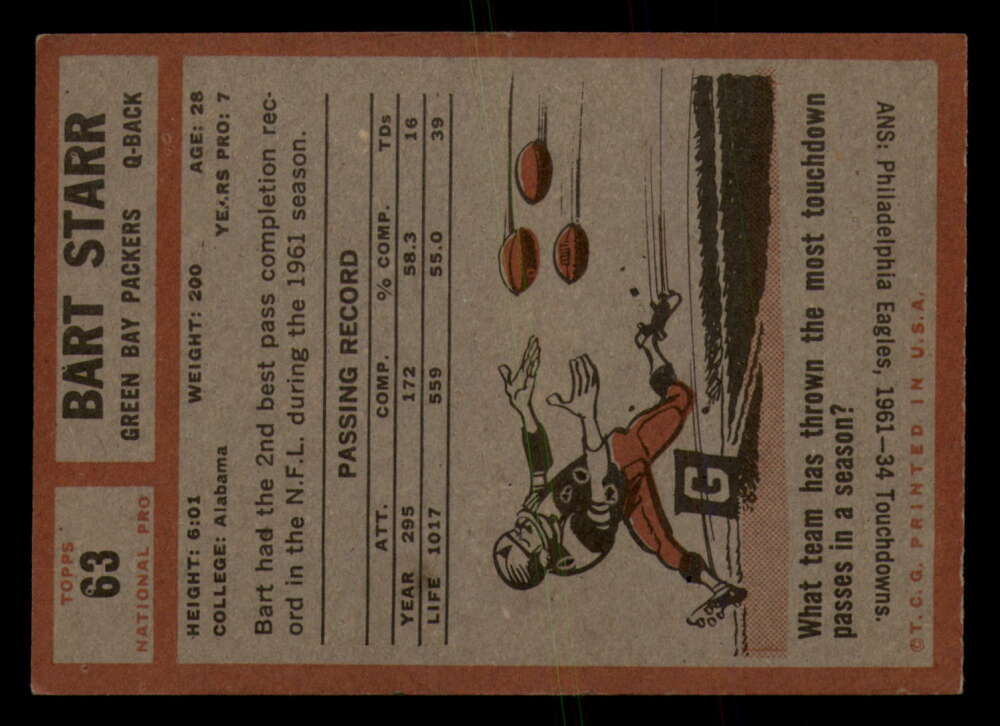 TOPPS
63
NATIONAL PRO
BART STARR
GREEN BAY PACKERS Q-BACK
HEIGHT: 6:01 WEIGHT: 200 AGE: 28
COLLEGE: Alabama YEARS PRO: 7
Bart had the 2nd best pass completion rec-
ord in the N.F.L. during the 1961 season.
PASSING RECORD
ATT. COMP. % COMP. TDs
YEAR 295 172 58.3 16
LIFE 1017 559 55.0 39
G
What team has thrown the most touchdown
passes in a season?
ANS: Philadelphia Eagles, 1961—34 Touchdowns.
©T.C.G. PRINTED IN U.S.A.